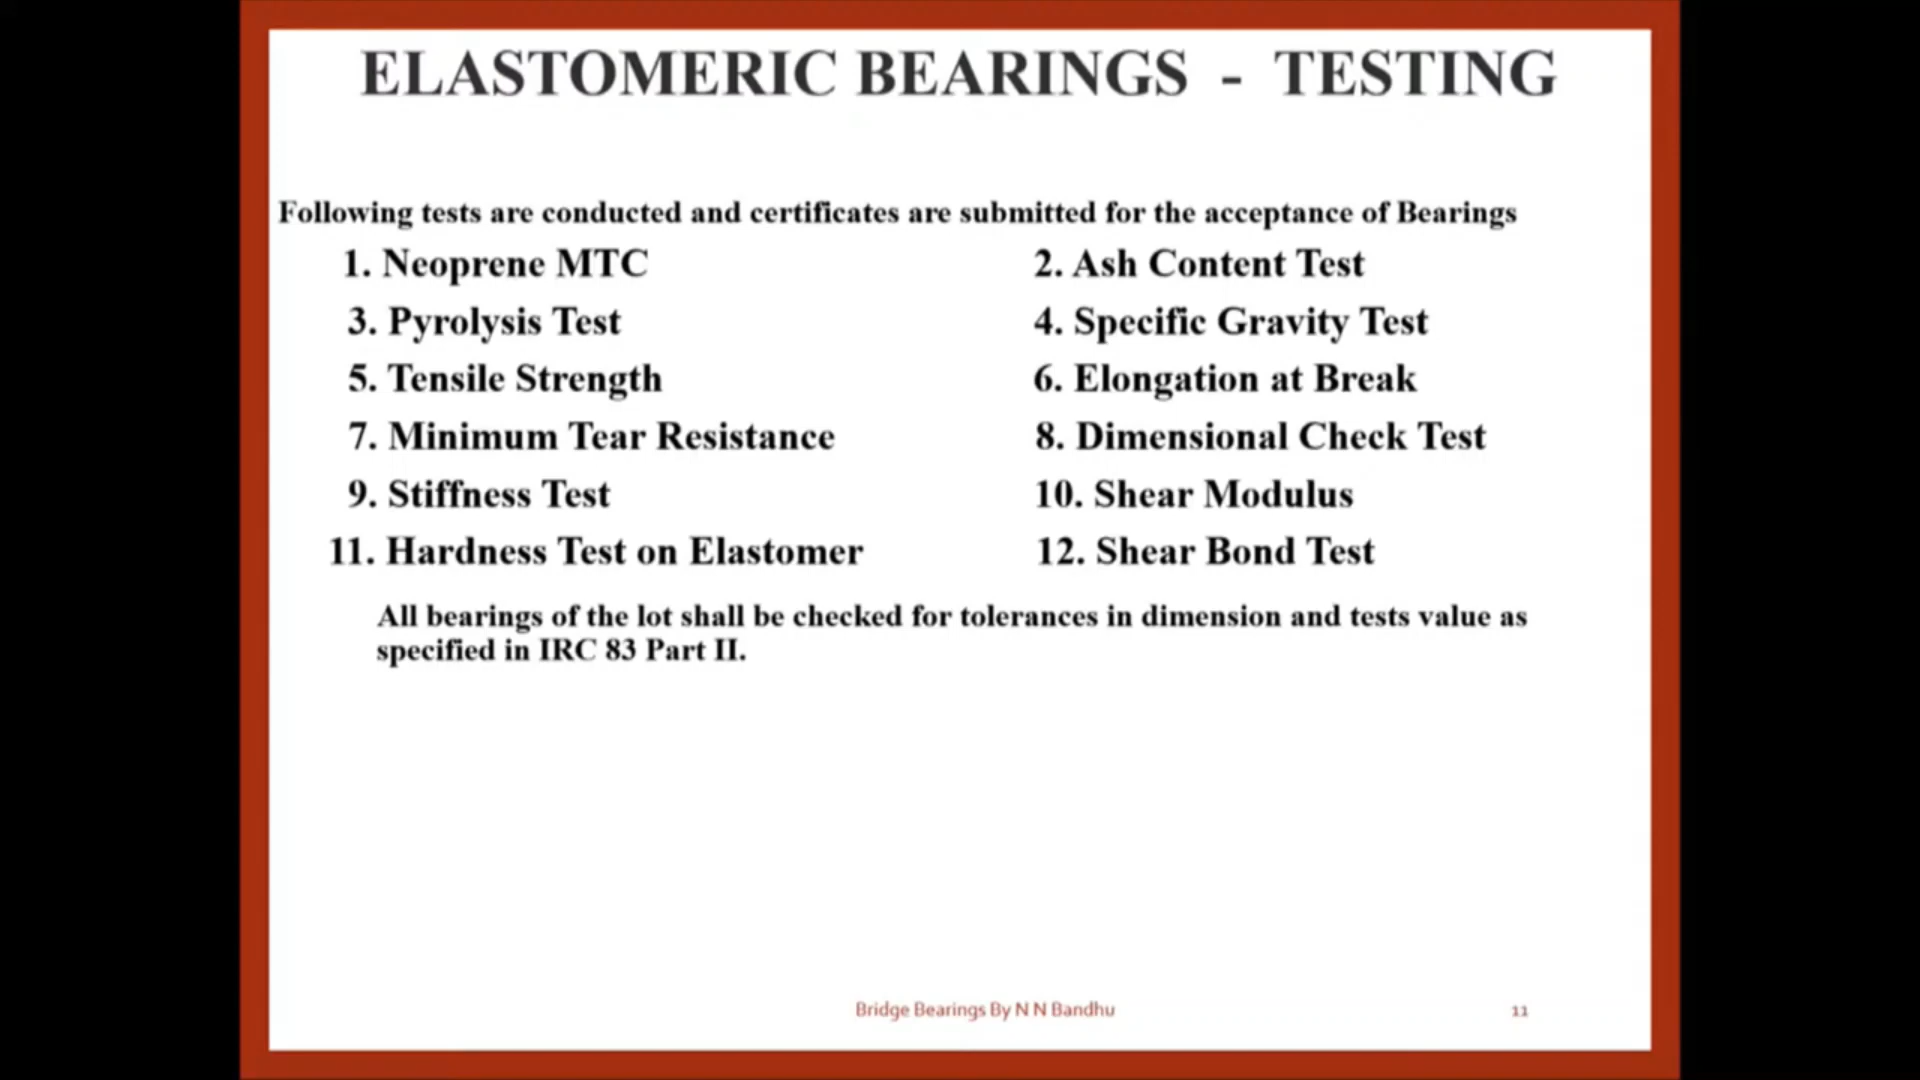 ELASTOMERIC BEARINGS - TESTING
Following tests are conducted and certificates are submitted for the acceptance of Bearings
1. Neoprene MTC 2. Ash Content Test
3. Pyrolysis Test 4. Specific Gravity Test
5. Tensile Strength 6. Elongation at Break
7. Minimum Tear Resistance 8. Dimensional Check Test
9. Stiffness Test 10. Shear Modulus
11. Hardness Test on Elastomer 12. Shear Bond Test
All bearings of the lot shall be checked for tolerances in dimension and tests value as
specified in IRC 83 Part II.
Bridge Bearings By N N Bandhu 11